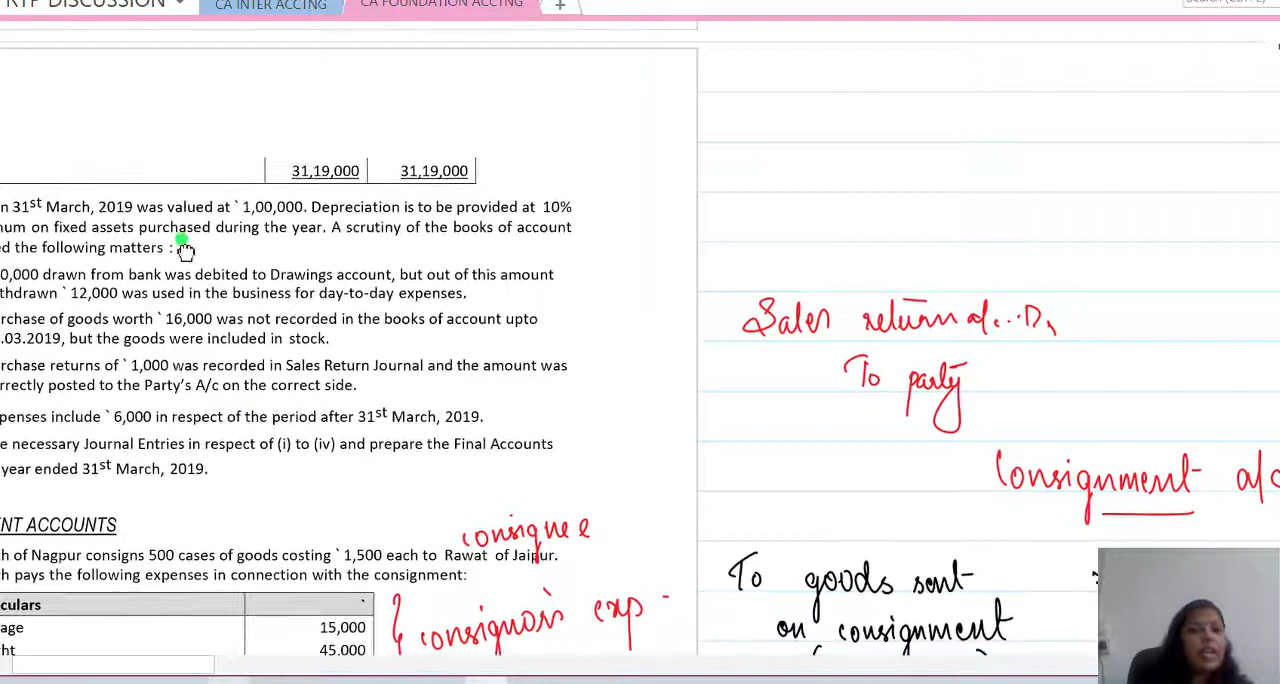 RTP DISCUSSION
CA INTER ACCTNG
CA FOUNDATION ACCTNG
+
31,19,000 31,19,000
n 31st March, 2019 was valued at ` 1,00,000. Depreciation is to be provided at 10%
num on fixed assets purchased during the year. A scrutiny of the books of account
ed the following matters :
0,000 drawn from bank was debited to Drawings account, but out of this amount
thdrawn ` 12,000 was used in the business for day-to-day expenses.
rchase of goods worth ` 16,000 was not recorded in the books of account upto
.03.2019, but the goods were included in stock.
rchase returns of ` 1,000 was recorded in Sales Return Journal and the amount was
rrectly posted to the Party's A/c on the correct side.
penses include ` 6,000 in respect of the period after 31st March, 2019.
e necessary Journal Entries in respect of (i) to (iv) and prepare the Final Accounts
year ended 31st March, 2019.
NT ACCOUNTS
h of Nagpur consigns 500 cases of goods costing ` 1,500 each to Rawat of Jaipur.
h pays the following expenses in connection with the consignment:
culars `
age 15,000
ht 45,000
consignee
consignor's exp
Sales return a/c..Dr
To party
Consignment a/c
To goods sent
on consignment